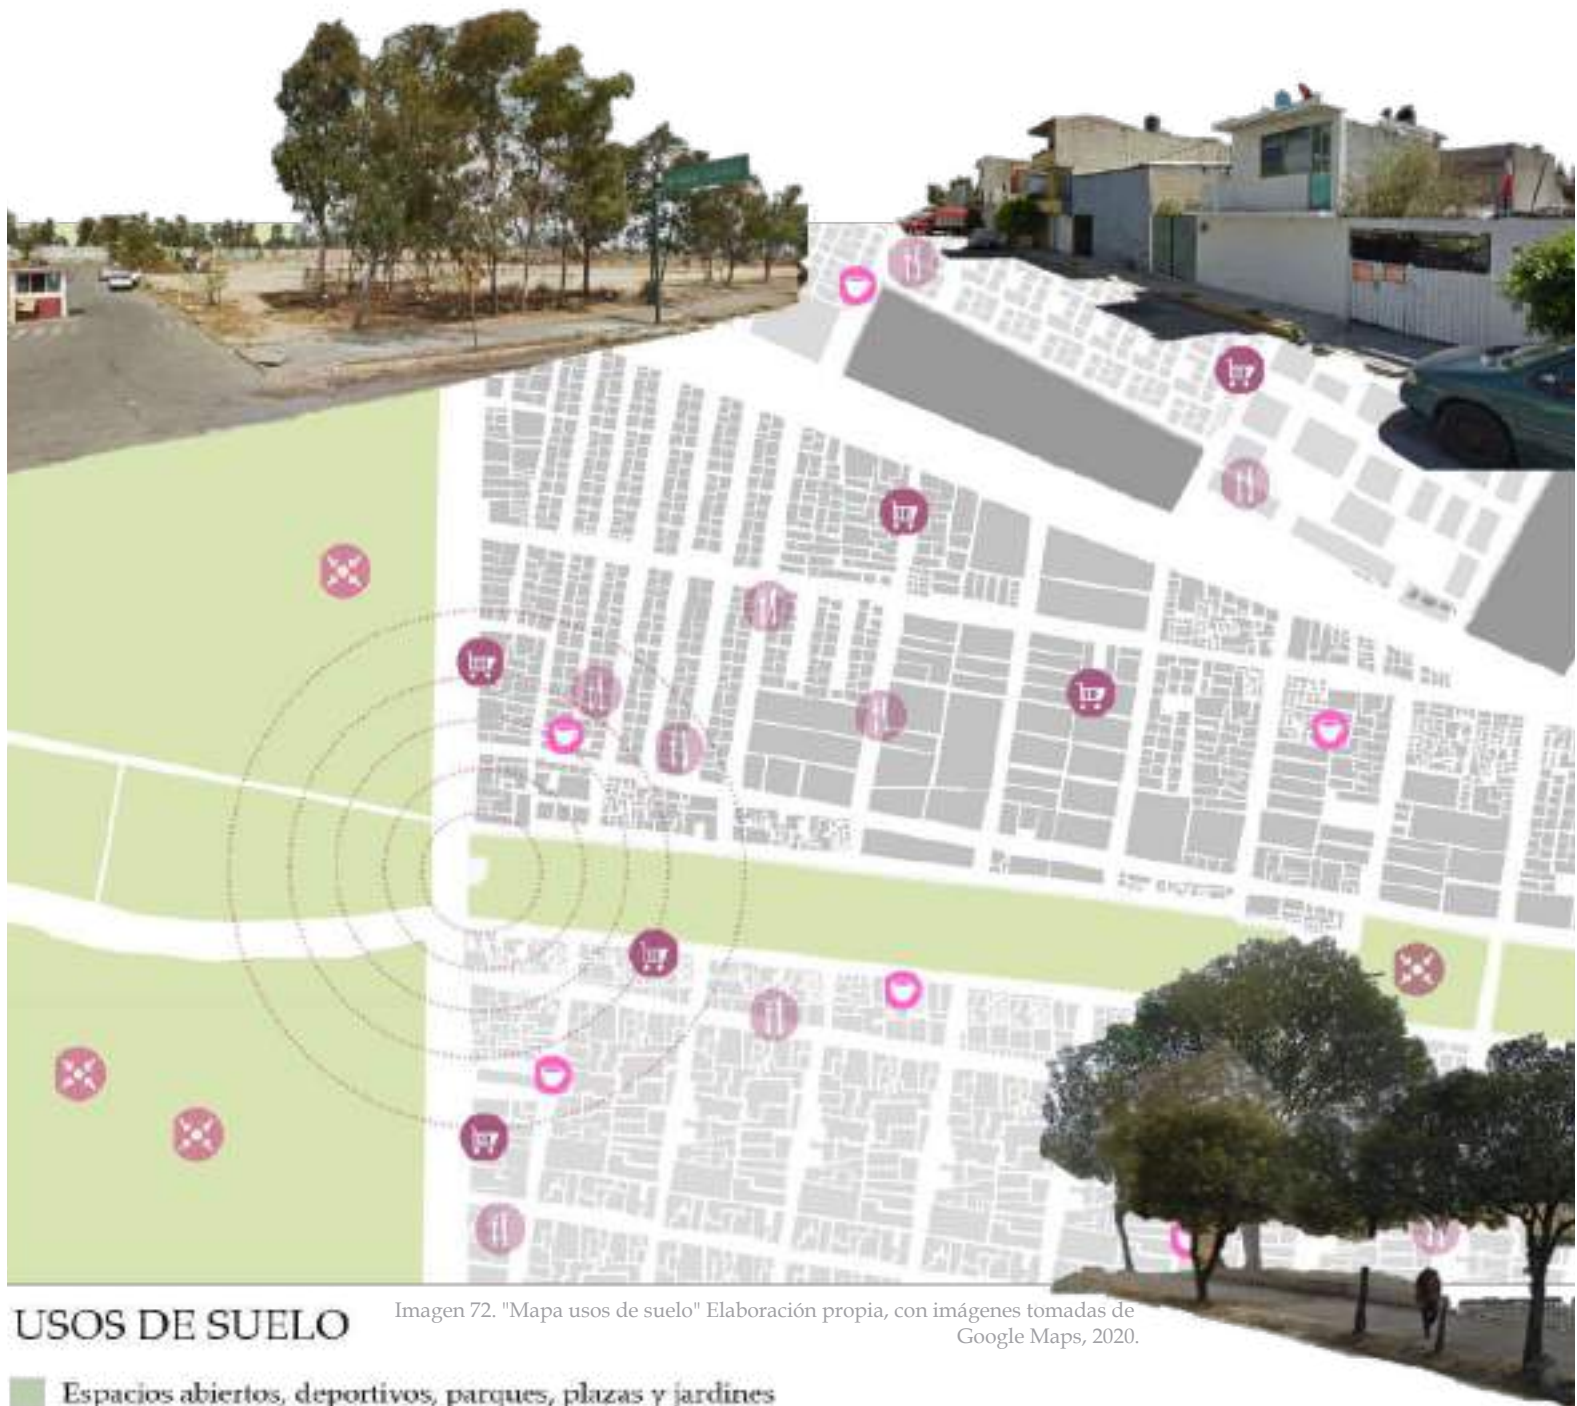 USOS DE SUELO
Imagen 72. "Mapa usos de suelo" Elaboración propia, con imágenes tomadas de
Google Maps, 2020.
Espacios abiertos, deportivos, parques, plazas y jardines